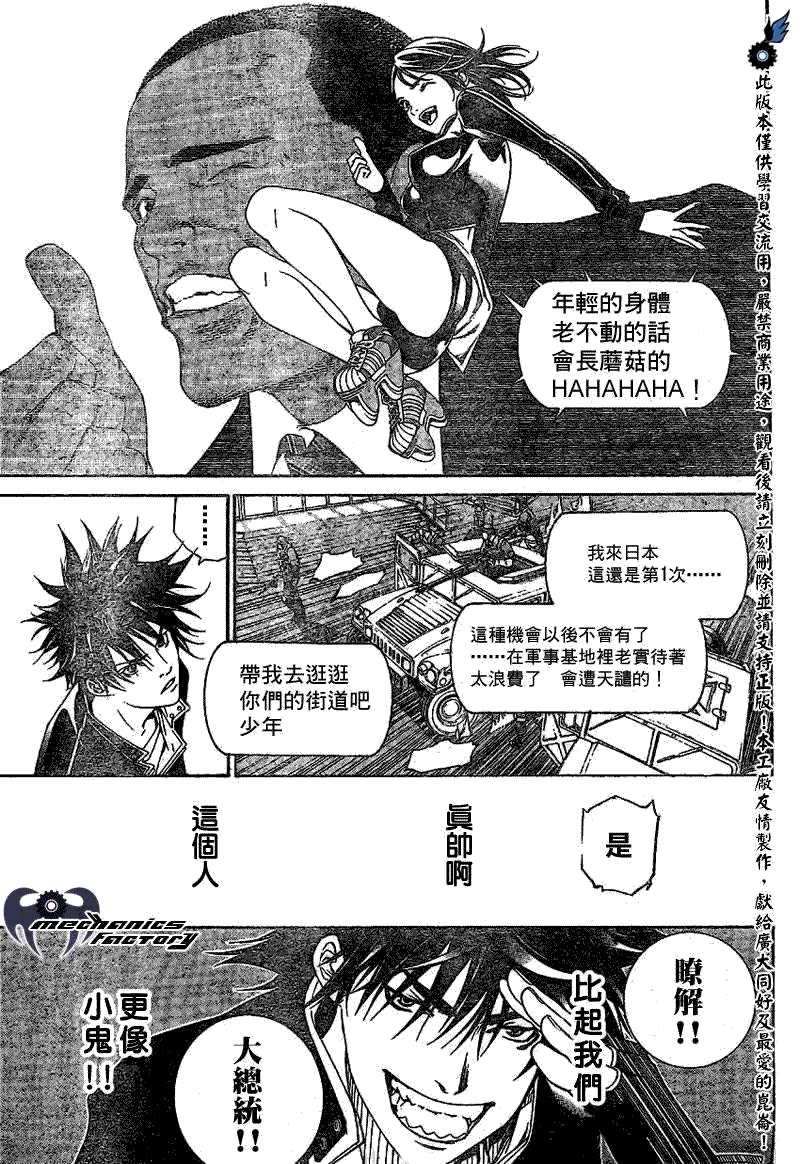 年輕的身體
老不動的話
會長蘑菇的
HAHAHAHA！
我來日本
這還是第1次⋯⋯
這種機會以後不會有了
⋯⋯在軍事基地裡老實待著
太浪費了　會遭天譴的！
帶我去逛逛
你們的街道吧
少年
⋯⋯
是
眞帥啊
這個人
瞭解!!
大總統!!
比起我們
更像
小鬼!!
mechanics
factory
此版本僅供學習交流用，嚴禁商業用途，觀看後請立刻刪除並請支持正版！本工廠友情製作，獻給廣大同好及最愛的崑崙！